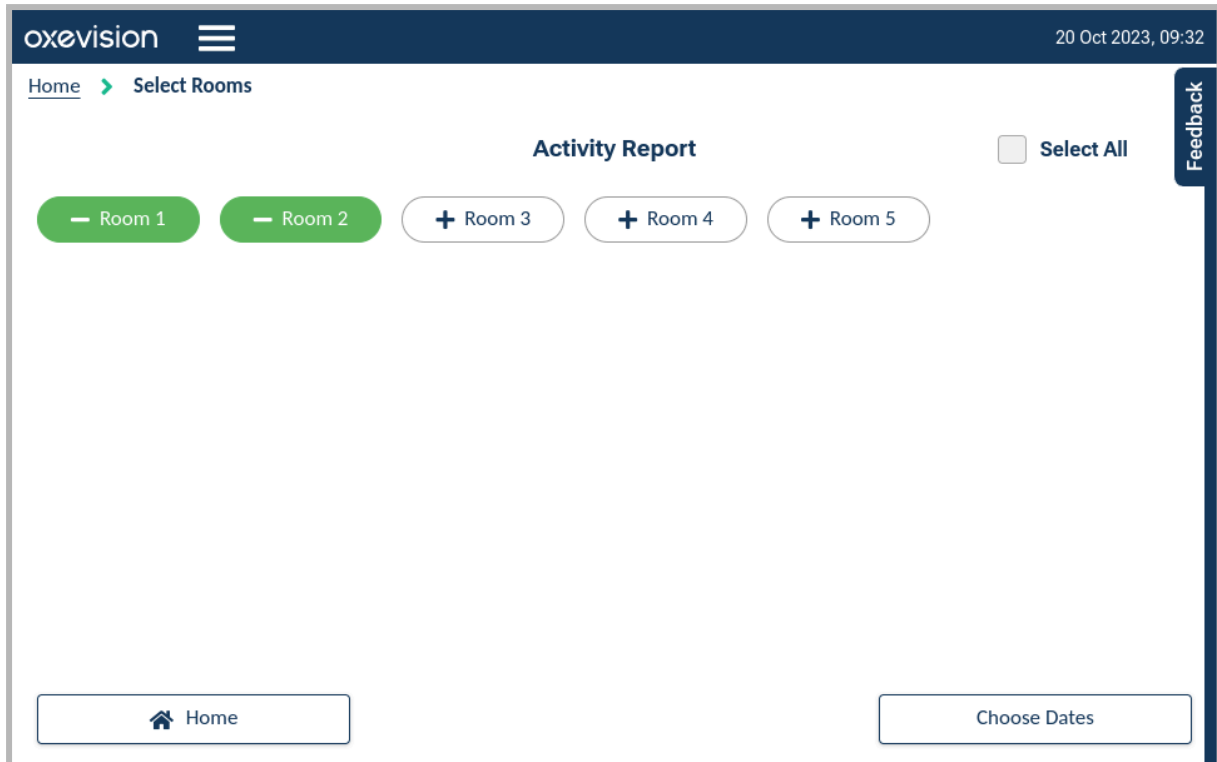 oxevision
20 Oct 2023, 09:32
Home > Select Rooms
Feedback
Activity Report
Select All
Room 1
Room 2
Room 3
Room 4
Room 5
Home
Choose Dates